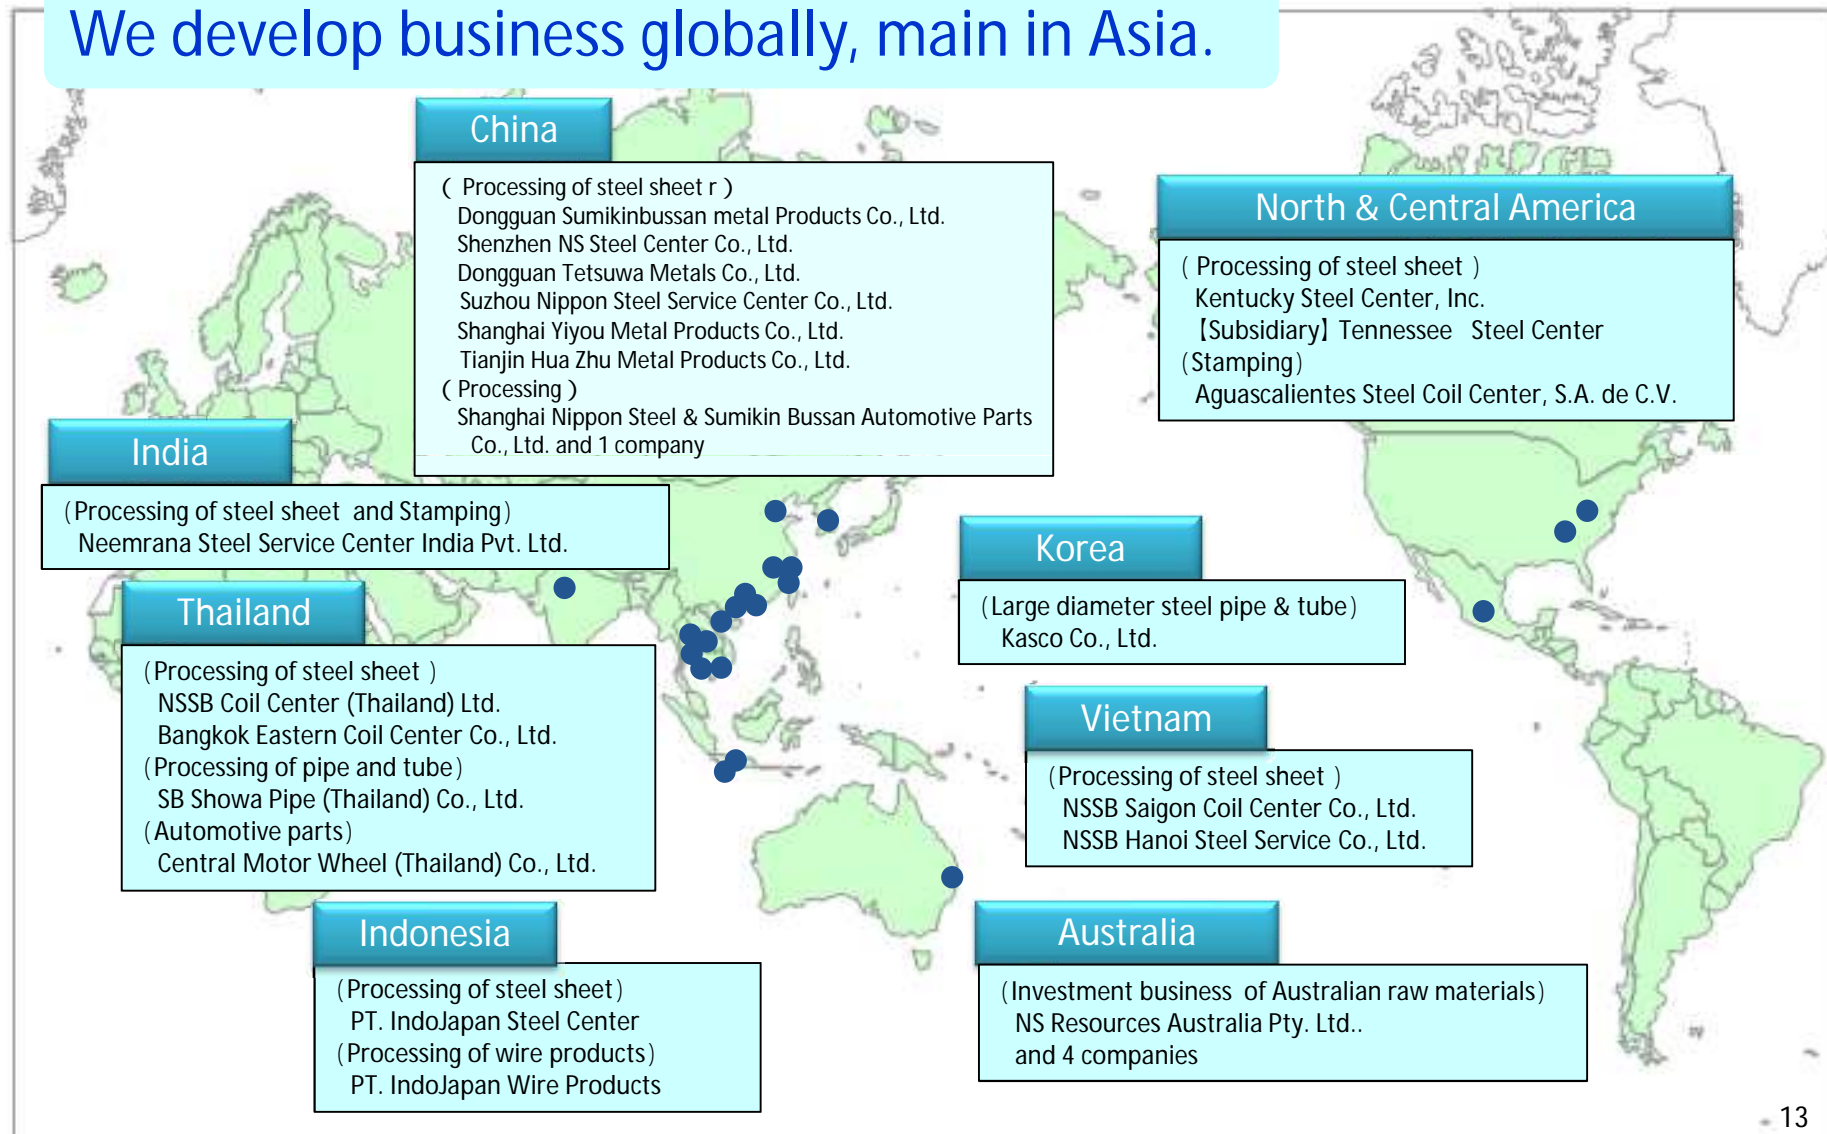 We develop business globally, main in Asia.
China
( Processing of steel sheet r )
Dongguan Sumikinbussan metal Products Co., Ltd.
Shenzhen NS Steel Center Co., Ltd.
Dongguan Tetsuwa Metals Co., Ltd.
Suzhou Nippon Steel Service Center Co., Ltd.
Shanghai Yiyou Metal Products Co., Ltd.
Tianjin Hua Zhu Metal Products Co., Ltd.
( Processing )
Shanghai Nippon Steel & Sumikin Bussan Automotive Parts
Co., Ltd. and 1 company
North & Central America
( Processing of steel sheet )
Kentucky Steel Center, Inc.
【Subsidiary】 Tennessee Steel Center
(Stamping)
Aguascalientes Steel Coil Center, S.A. de C.V.
India
(Processing of steel sheet and Stamping)
Neemrana Steel Service Center India Pvt. Ltd.
Korea
(Large diameter steel pipe & tube)
Kasco Co., Ltd.
Thailand
(Processing of steel sheet )
NSSB Coil Center (Thailand) Ltd.
Bangkok Eastern Coil Center Co., Ltd.
(Processing of pipe and tube)
SB Showa Pipe (Thailand) Co., Ltd.
(Automotive parts)
Central Motor Wheel (Thailand) Co., Ltd.
Vietnam
(Processing of steel sheet )
NSSB Saigon Coil Center Co., Ltd.
NSSB Hanoi Steel Service Co., Ltd.
Indonesia
(Processing of steel sheet)
PT. IndoJapan Steel Center
(Processing of wire products)
PT. IndoJapan Wire Products
Australia
(Investment business of Australian raw materials)
NS Resources Australia Pty. Ltd..
and 4 companies
13